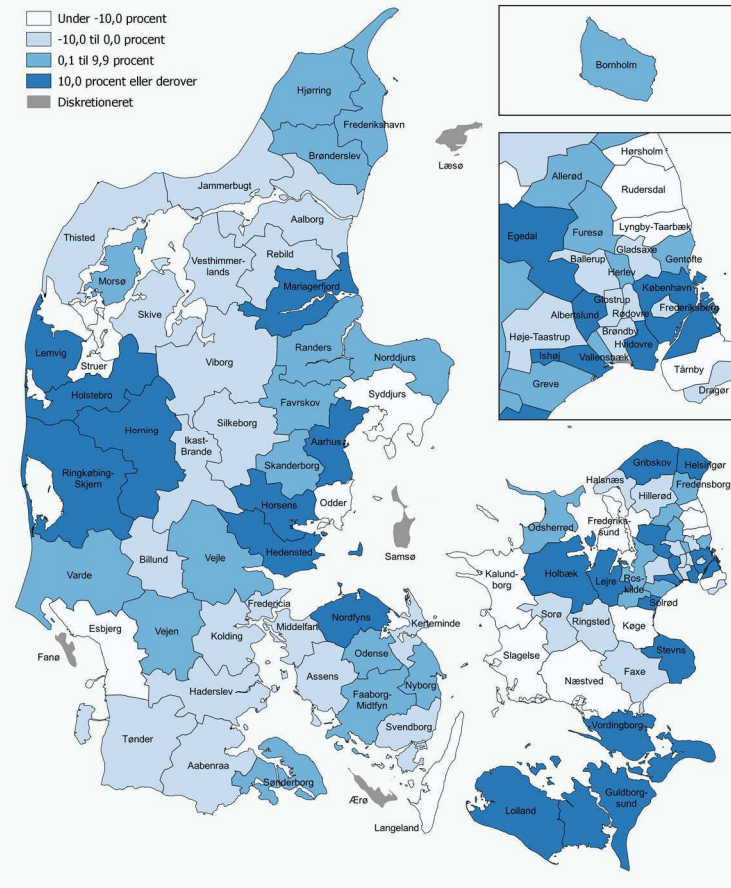 Under -10,0 procent
-10,0 til 0,0 procent
0,1 til 9,9 procent
10,0 procent eller derover
Diskretioneret
Hjørring
Frederikshavn
Brønderslev
Læsø
Jammerbugt
Aalborg
Thisted
Vesthimmer-
lands
Rebild
Morsø
Mariagerfjord
Skive
Lemvig
Struer
Viborg
Randers
Norddjurs
Holstebro
Favrskov
Syddjurs
Herning
Silkeborg
Ikast-
Brande
Aarhus
Skanderborg
Ringkøbing-
Skjern
Horsens
Odder
Samsø
Hedensted
Billund
Vejle
Varde
Fredericia
Middelfart
Nordfyns
Kerteminde
Esbjerg
Vejen
Kolding
Fanø
Odense
Assens
Nyborg
Faaborg-
Midtfyn
Haderslev
Svendborg
Tønder
Aabenraa
Sønderborg
Ærø
Langeland
Bornholm
Hørsholm
Allerød
Rudersdal
Egedal
Furesø
Lyngby-Taarbæk
Gladsaxe
Ballerup
Gentofte
Herlev
København
Glostrup
Albertslund
Rødovre
Frederiksberg
Høje-Taastrup
Brøndby
Hvidovre
Ishøj
Vallensbæk
Tårnby
Greve
Dragør
Gribskov
Helsingør
Halsnæs
Fredensborg
Hillerød
Odsherred
Frederiks-
sund
Kalund-
borg
Holbæk
Lejre
Ros-
kilde
Solrød
Sorø
Ringsted
Køge
Slagelse
Stevns
Næstved
Faxe
Vordingborg
Lolland
Guldborg-
sund